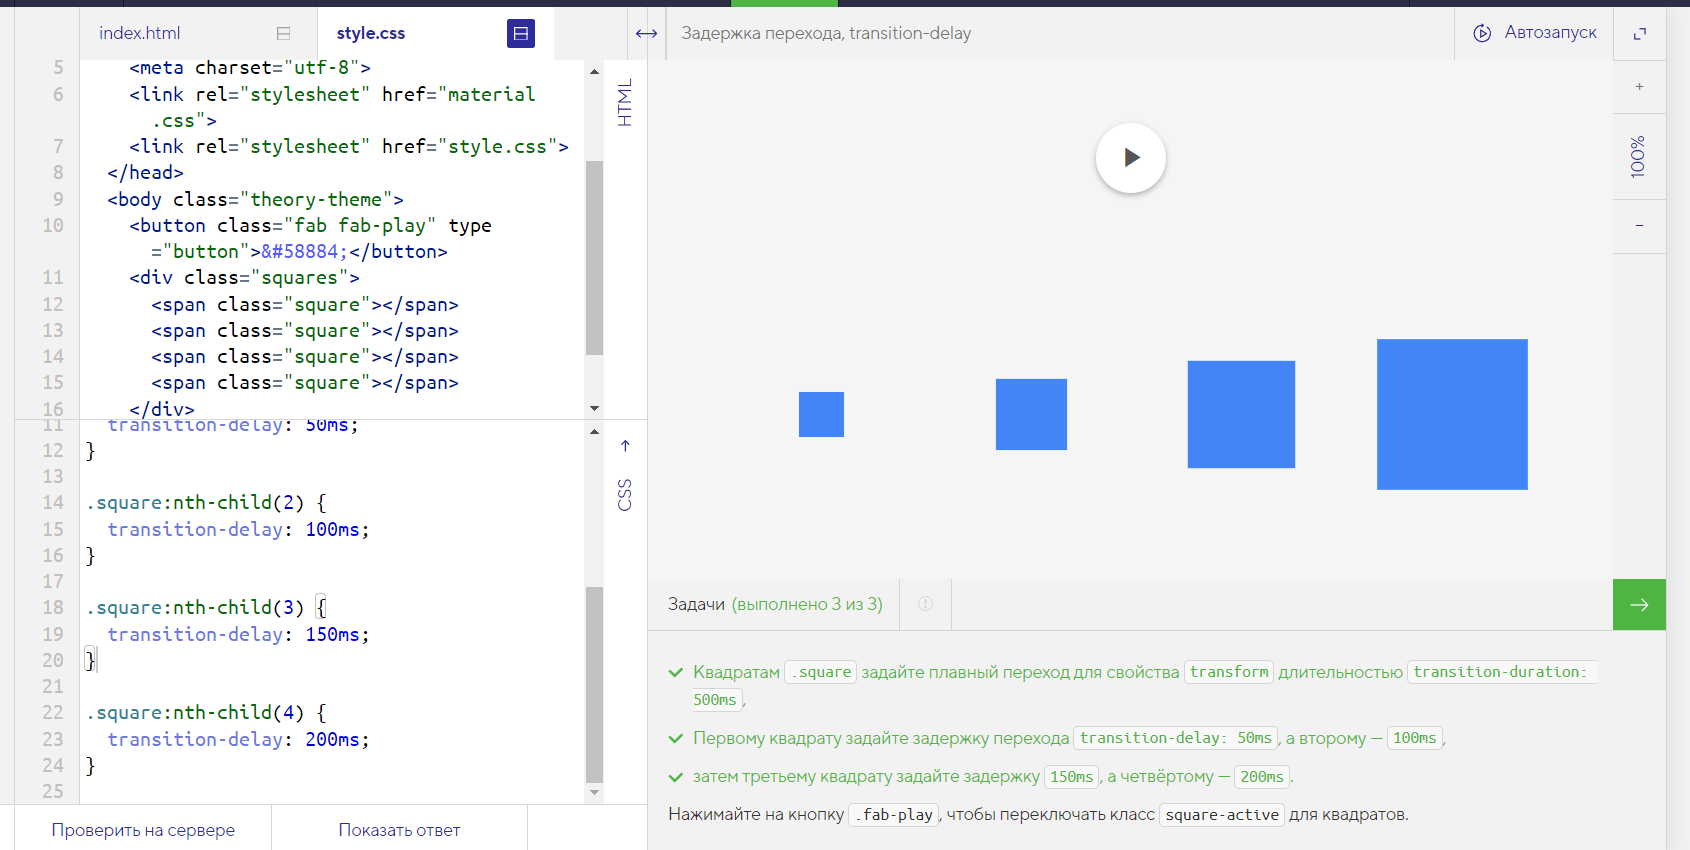 index.html
style.css
Задержка перехода, transition-delay
Автозапуск
5 <meta charset="utf-8">
6 <link rel="stylesheet" href="material
.css">
7 <link rel="stylesheet" href="style.css">
8 </head>
9 <body class="theory-theme">
10 <button class="fab fab-play" type
="button">&#58884;</button>
11 <div class="squares">
12 <span class="square"></span>
13 <span class="square"></span>
14 <span class="square"></span>
15 <span class="square"></span>
16 </div>
HTML
11 transition-delay: 50ms;
12 }
13
14 .square:nth-child(2) {
15 transition-delay: 100ms;
16 }
17
18 .square:nth-child(3) {
19 transition-delay: 150ms;
20 }
21
22 .square:nth-child(4) {
23 transition-delay: 200ms;
24 }
25
CSS
Проверить на сервере
Показать ответ
+
100%
−
Задачи (выполнено 3 из 3)
Квадратам .square задайте плавный переход для свойства transform длительностью transition-duration:
500ms,
Первому квадрату задайте задержку перехода transition-delay: 50ms, а второму — 100ms,
затем третьему квадрату задайте задержку 150ms, а четвёртому — 200ms.
Нажимайте на кнопку .fab-play, чтобы переключать класс square-active для квадратов.